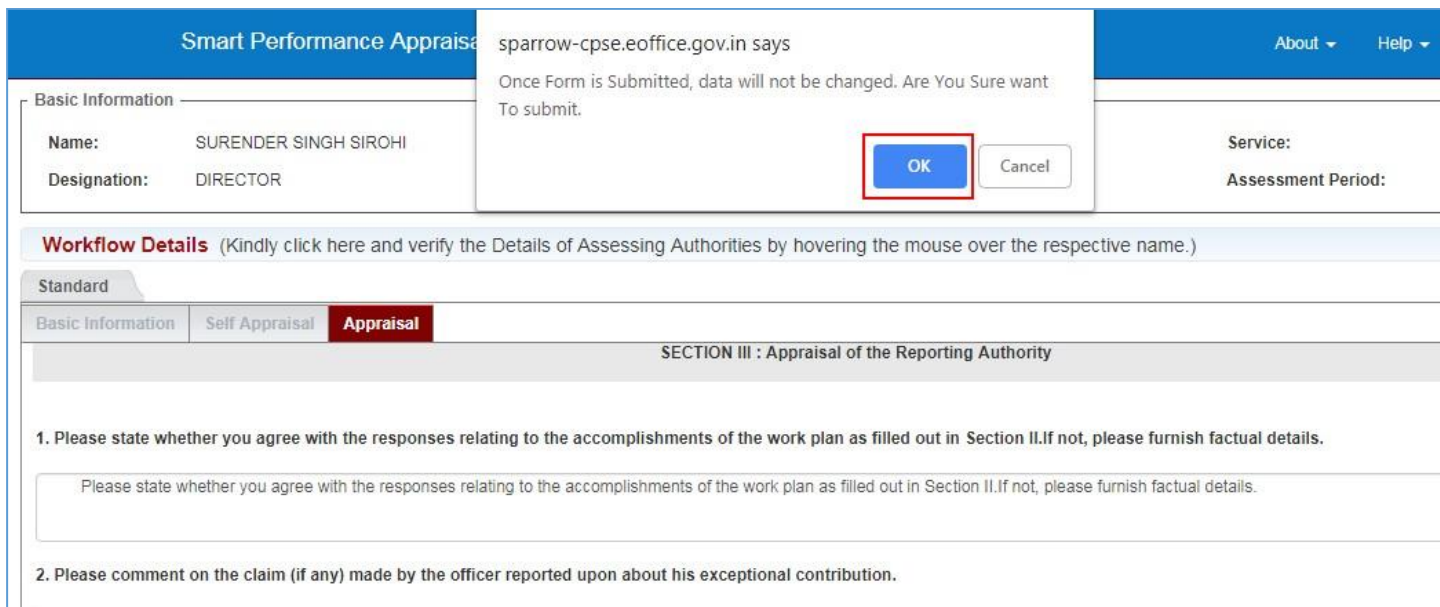 Smart Performance Appraisa
About
Help
sparrow-cpse.eoffice.gov.in says
Once Form is Submitted, data will not be changed. Are You Sure want
To submit.
OK
Cancel
Basic Information
Name: SURENDER SINGH SIROHI
Service:
Designation: DIRECTOR
Assessment Period:
Workflow Details (Kindly click here and verify the Details of Assessing Authorities by hovering the mouse over the respective name.)
Standard
Basic Information Self Appraisal Appraisal
SECTION III : Appraisal of the Reporting Authority
1. Please state whether you agree with the responses relating to the accomplishments of the work plan as filled out in Section II.If not, please furnish factual details.
Please state whether you agree with the responses relating to the accomplishments of the work plan as filled out in Section II.If not, please furnish factual details.
2. Please comment on the claim (if any) made by the officer reported upon about his exceptional contribution.